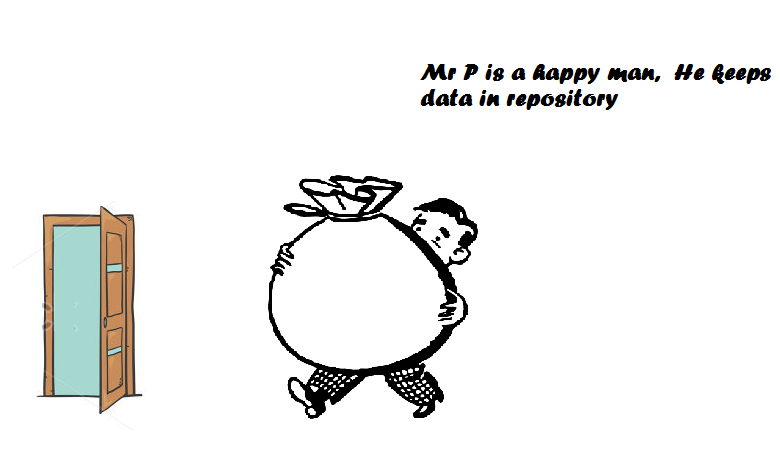 Mr P is a happy man, He keeps
data in repository